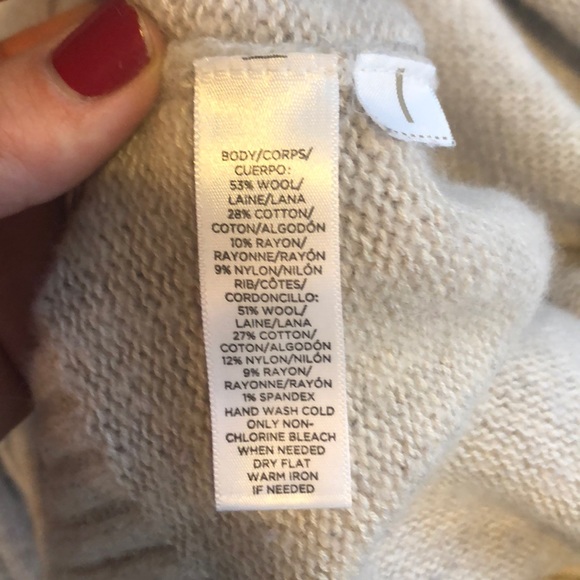 BODY/CORPS/
CUERPO:
53% WOOL/
LAINE/LANA
28% COTTON/
COTON/ALGODÓN
10% RAYON/
RAYONNE/RAYÓN
9% NYLON/NILÓN
RIB/CÔTES/
CORDONCILLO:
51% WOOL/
LAINE/LANA
27% COTTON/
COTON/ALGODÓN
12% NYLON/NILÓN
9% RAYON/
RAYONNE/RAYÓN
1% SPANDEX
HAND WASH COLD
ONLY NON-
CHLORINE BLEACH
WHEN NEEDED
DRY FLAT
WARM IRON
IF NEEDED